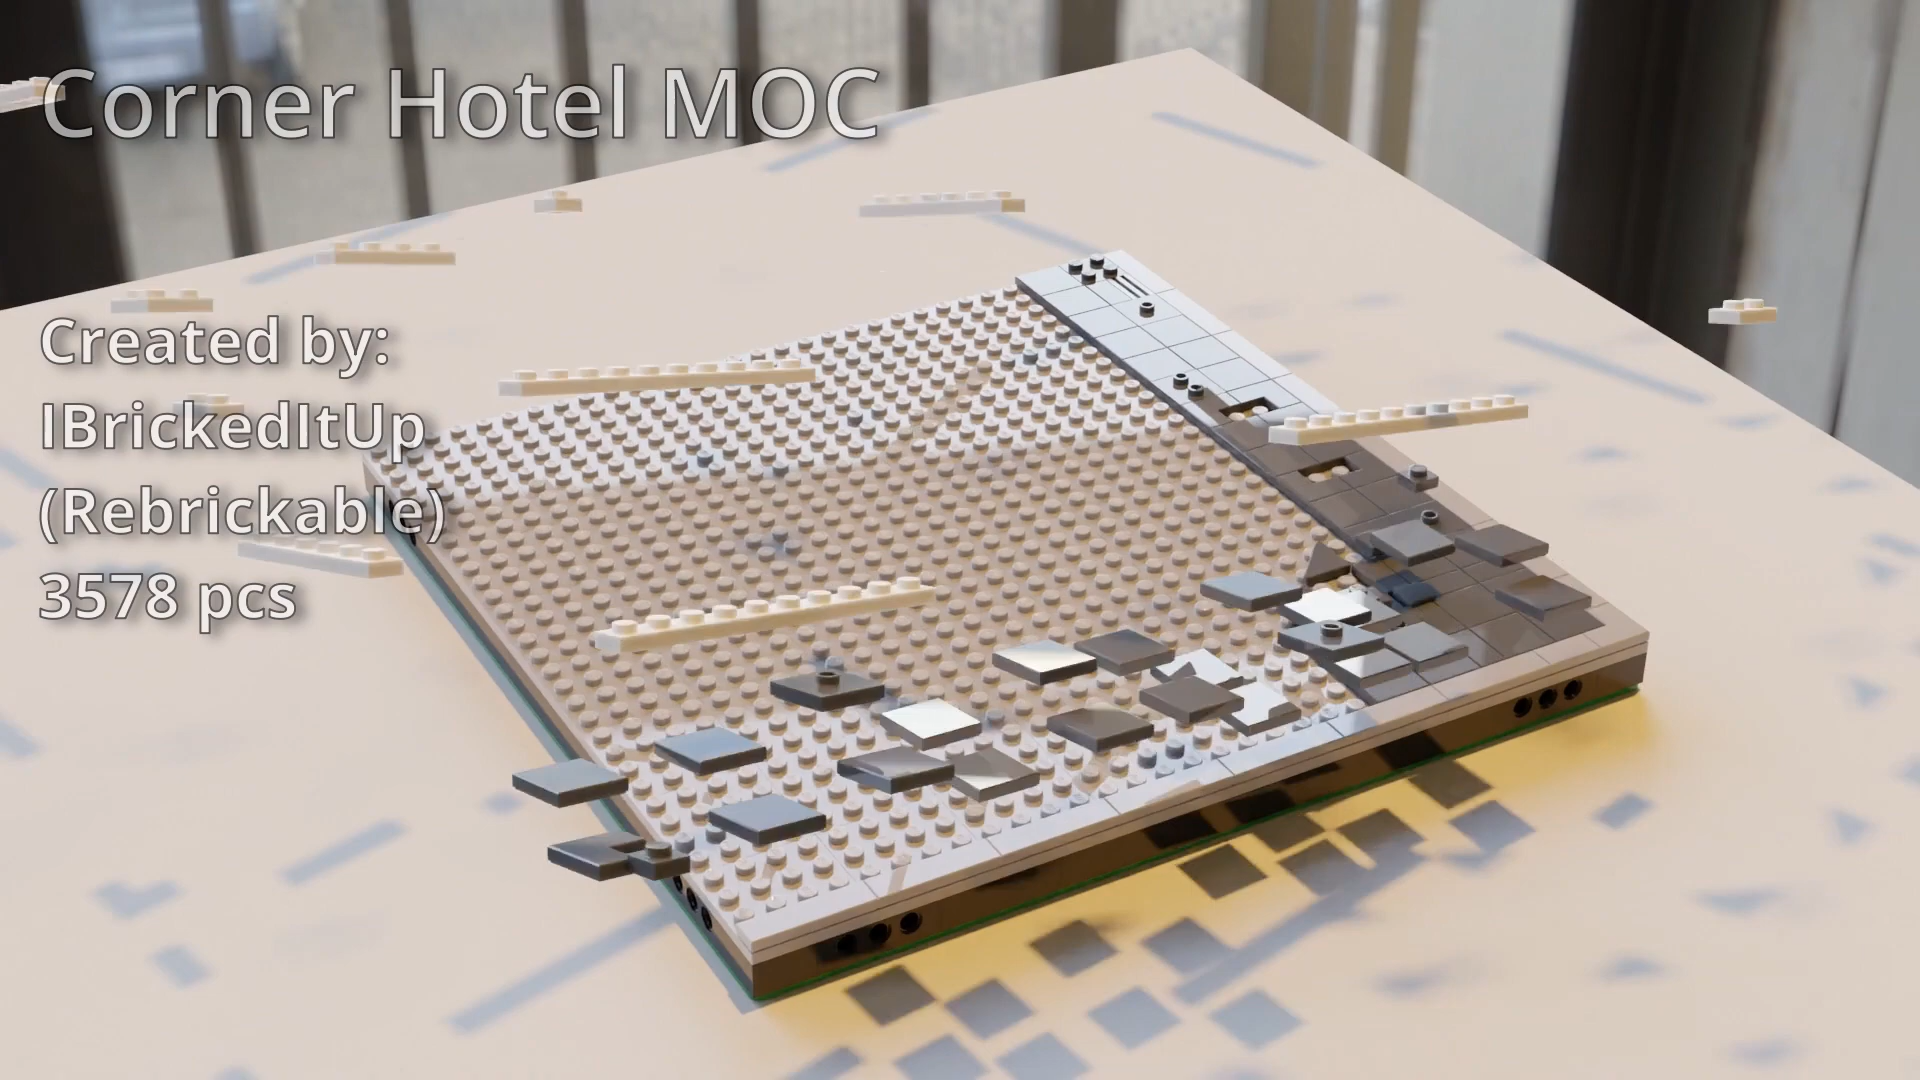 Corner Hotel MOC
Created by:
IBrickedItUp
(Rebrickable)
3578 pcs